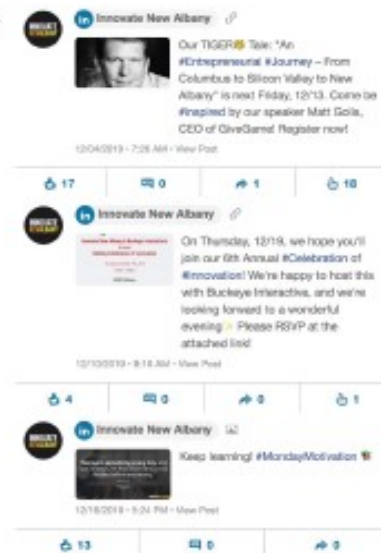 Innovate New Albany
Our TIGER🐯 Tale: "An
#Entrepreneurial #Journey – From
Columbus to Silicon Valley to New
Albany" is next Friday, 12/13. Come be
#inspired by our speaker Matt Golis,
CEO of GiveGame! Register now!
12/04/2019 - 7:26 AM - View Post
17
0
1
18
Innovate New Albany
On Thursday, 12/19, we hope you'll
join our 6th Annual #Celebration of
#Innovation! We're happy to host this
with Buckeye Interactive, and we're
looking forward to a wonderful
evening✨ Please RSVP at the
attached link!
12/10/2019 - 9:16 AM - View Post
4
0
0
1
Innovate New Albany
Keep learning! #MondayMotivation
12/16/2019 - 5:24 PM - View Post
13
0
0